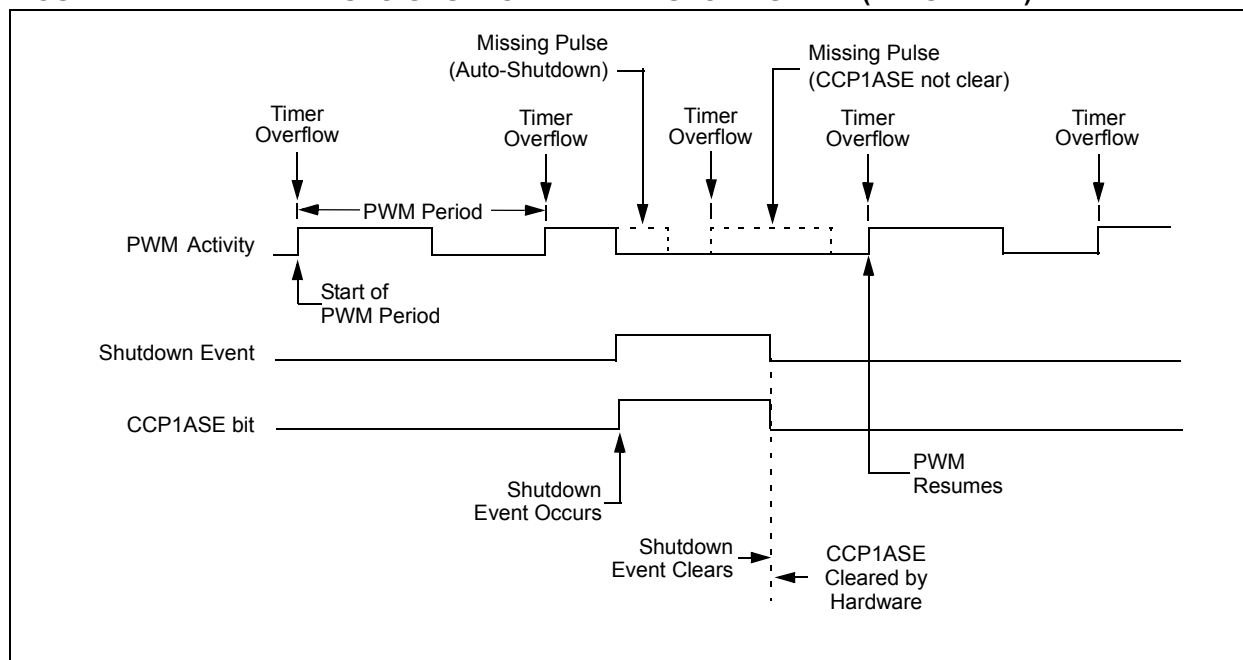 Missing Pulse
(Auto-Shutdown)
Missing Pulse
(CCP1ASE not clear)
Timer
Overflow
Timer
Overflow
Timer
Overflow
Timer
Overflow
Timer
Overflow
PWM Period
PWM Activity
Start of
PWM Period
Shutdown Event
CCP1ASE bit
Shutdown
Event Occurs
PWM
Resumes
Shutdown
Event Clears
CCP1ASE
Cleared by
Hardware